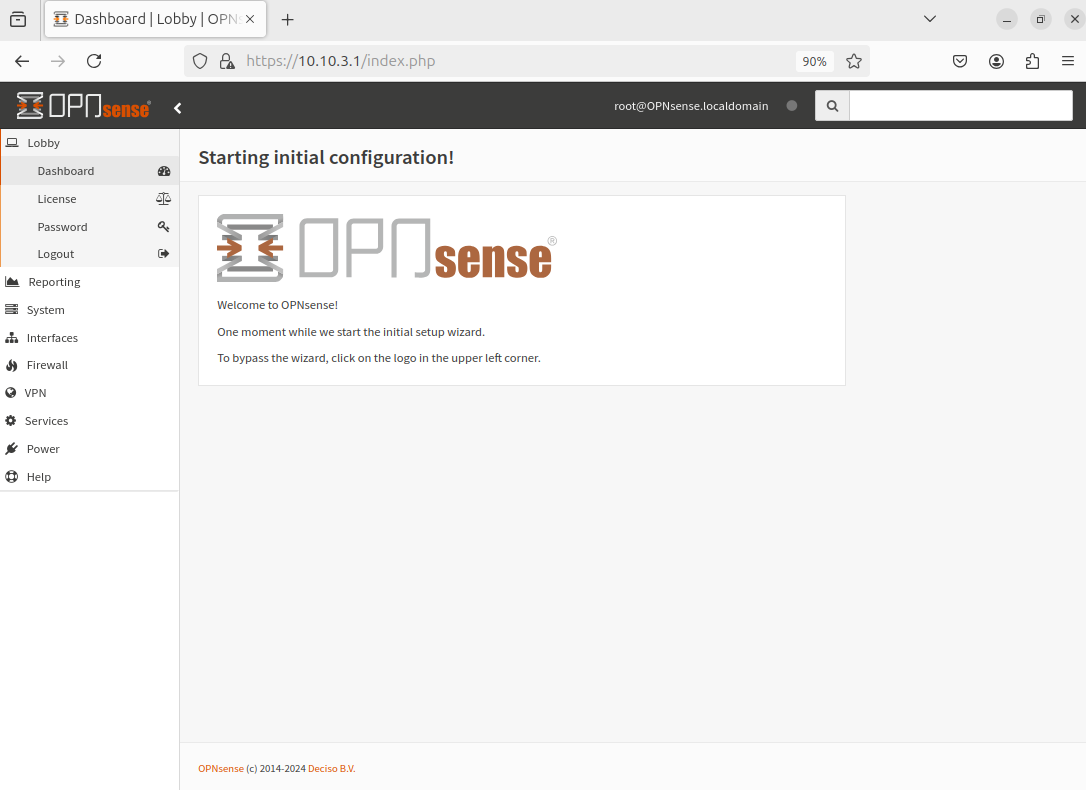 Dashboard | Lobby | OPN
https://10.10.3.1/index.php
90%
OPNsense
root@OPNsense.localdomain
Lobby
Dashboard
License
Password
Logout
Reporting
System
Interfaces
Firewall
VPN
Services
Power
Help
Starting initial configuration!
OPNsense®
Welcome to OPNsense!
One moment while we start the initial setup wizard.
To bypass the wizard, click on the logo in the upper left corner.
OPNsense (c) 2014-2024 Deciso B.V.